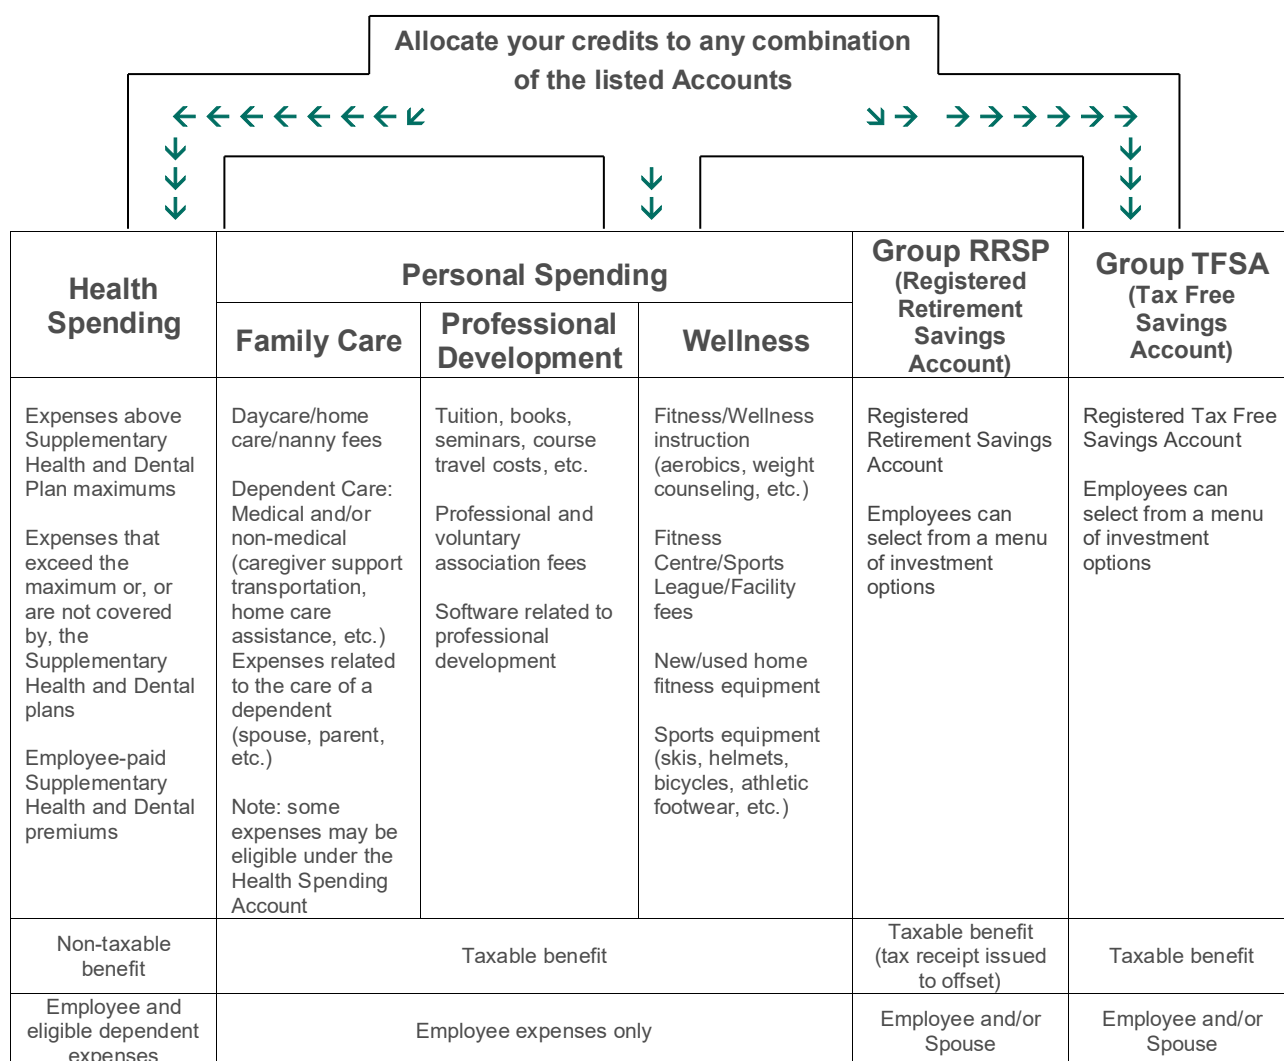 Allocate your credits to any combination
of the listed Accounts
Health
Spending
Personal Spending
Family Care
Professional
Development
Wellness
Group RRSP
(Registered
Retirement
Savings
Account)
Group TFSA
(Tax Free
Savings
Account)
Expenses above
Supplementary
Health and Dental
Plan maximums
Expenses that
exceed the
maximum or, or
are not covered
by, the
Supplementary
Health and Dental
plans
Employee-paid
Supplementary
Health and Dental
premiums
Daycare/home
care/nanny fees
Dependent Care:
Medical and/or
non-medical
(caregiver support
transportation,
home care
assistance, etc.)
Expenses related
to the care of a
dependent
(spouse, parent,
etc.)
Note: some
expenses may be
eligible under the
Health Spending
Account
Tuition, books,
seminars, course
travel costs, etc.
Professional and
voluntary
association fees
Software related to
professional
development
Fitness/Wellness
instruction
(aerobics, weight
counseling, etc.)
Fitness
Centre/Sports
League/Facility
fees
New/used home
fitness equipment
Sports equipment
(skis, helmets,
bicycles, athletic
footwear, etc.)
Registered
Retirement Savings
Account
Employees can
select from a menu
of investment
options
Registered Tax Free
Savings Account
Employees can
select from a menu
of investment
options
Non-taxable
benefit
Taxable benefit
Taxable benefit
(tax receipt issued
to offset)
Taxable benefit
Employee and
eligible dependent
expenses
Employee expenses only
Employee and/or
Spouse
Employee and/or
Spouse